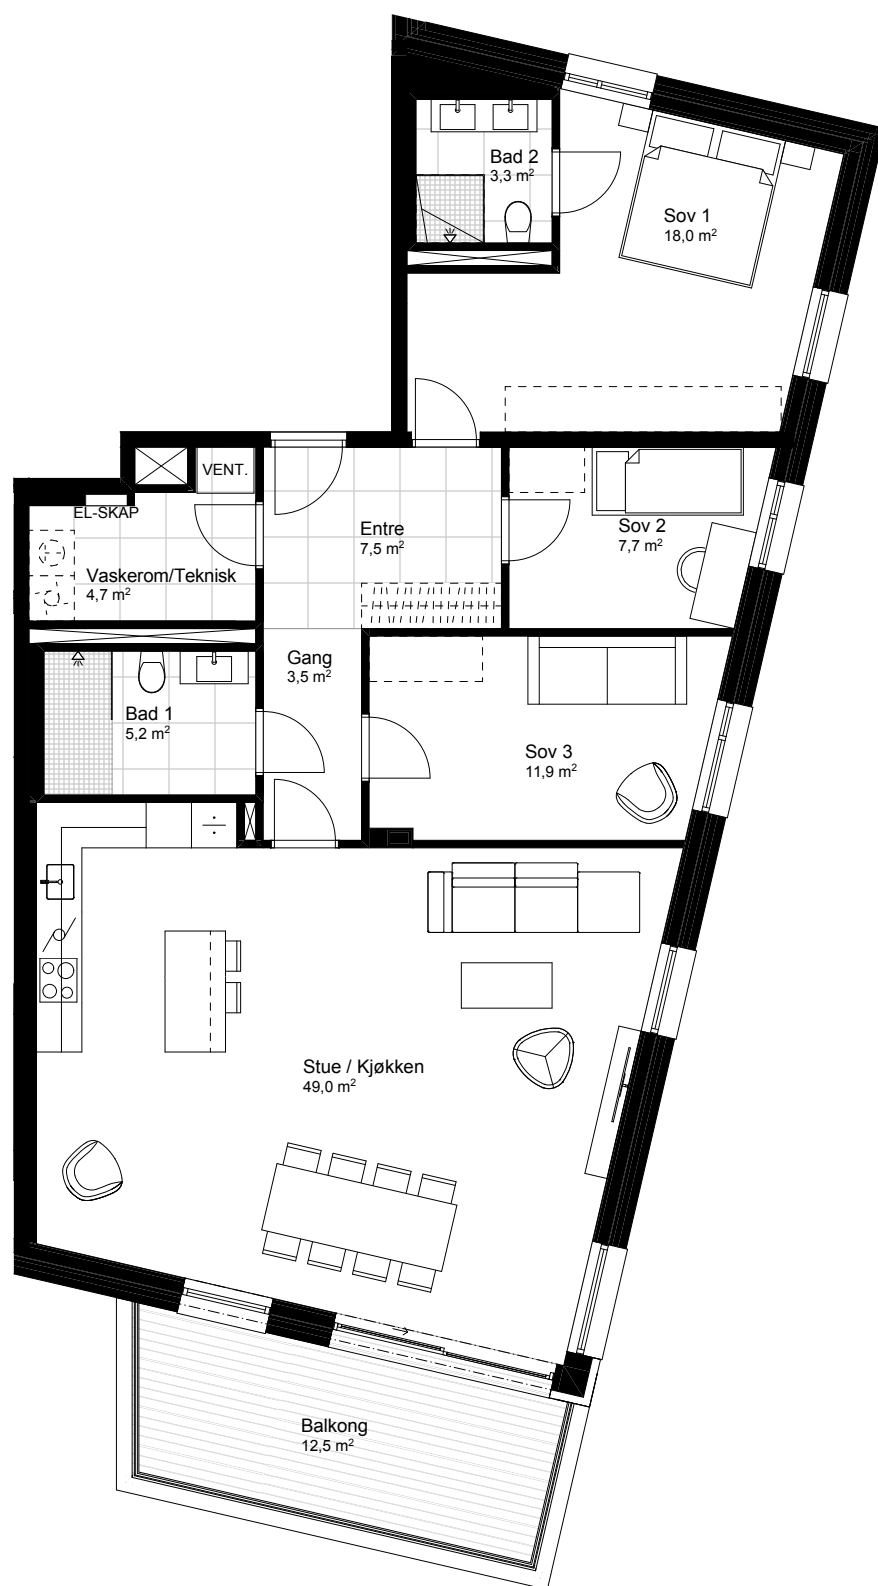 Bad 2
3,3 m²
Sov 1
18,0 m²
VENT.
EL-SKAP
Entre
7,5 m²
Sov 2
7,7 m²
Vaskerom/Teknisk
4,7 m²
Gang
3,5 m²
Bad 1
5,2 m²
Sov 3
11,9 m²
Stue / Kjøkken
49,0 m²
Balkong
12,5 m²